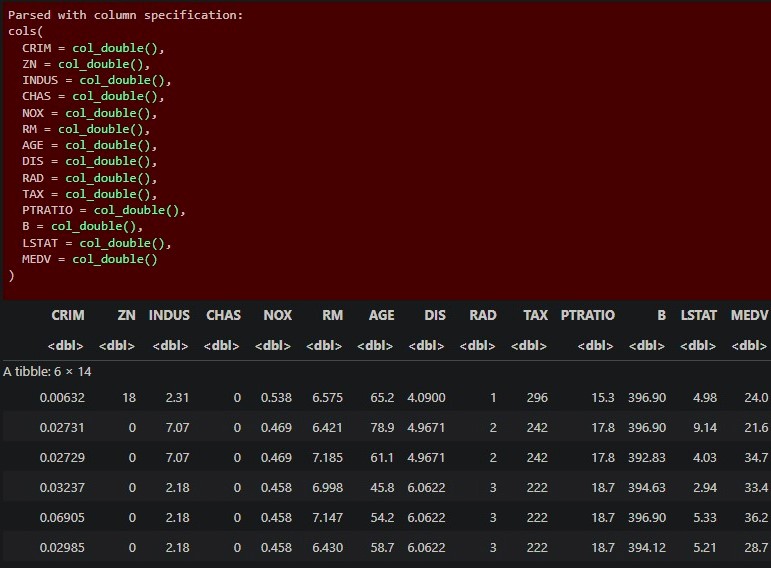 Parsed with column specification:
cols(
  CRIM = col_double(),
  ZN = col_double(),
  INDUS = col_double(),
  CHAS = col_double(),
  NOX = col_double(),
  RM = col_double(),
  AGE = col_double(),
  DIS = col_double(),
  RAD = col_double(),
  TAX = col_double(),
  PTRATIO = col_double(),
  B = col_double(),
  LSTAT = col_double(),
  MEDV = col_double()
)
CRIM ZN INDUS CHAS NOX RM AGE DIS RAD TAX PTRATIO B LSTAT MEDV
<dbl> <dbl> <dbl> <dbl> <dbl> <dbl> <dbl> <dbl> <dbl> <dbl> <dbl> <dbl> <dbl> <dbl>
A tibble: 6 × 14
0.00632 18 2.31 0 0.538 6.575 65.2 4.0900 1 296 15.3 396.90 4.98 24.0
0.02731 0 7.07 0 0.469 6.421 78.9 4.9671 2 242 17.8 396.90 9.14 21.6
0.02729 0 7.07 0 0.469 7.185 61.1 4.9671 2 242 17.8 392.83 4.03 34.7
0.03237 0 2.18 0 0.458 6.998 45.8 6.0622 3 222 18.7 394.63 2.94 33.4
0.06905 0 2.18 0 0.458 7.147 54.2 6.0622 3 222 18.7 396.90 5.33 36.2
0.02985 0 2.18 0 0.458 6.430 58.7 6.0622 3 222 18.7 394.12 5.21 28.7